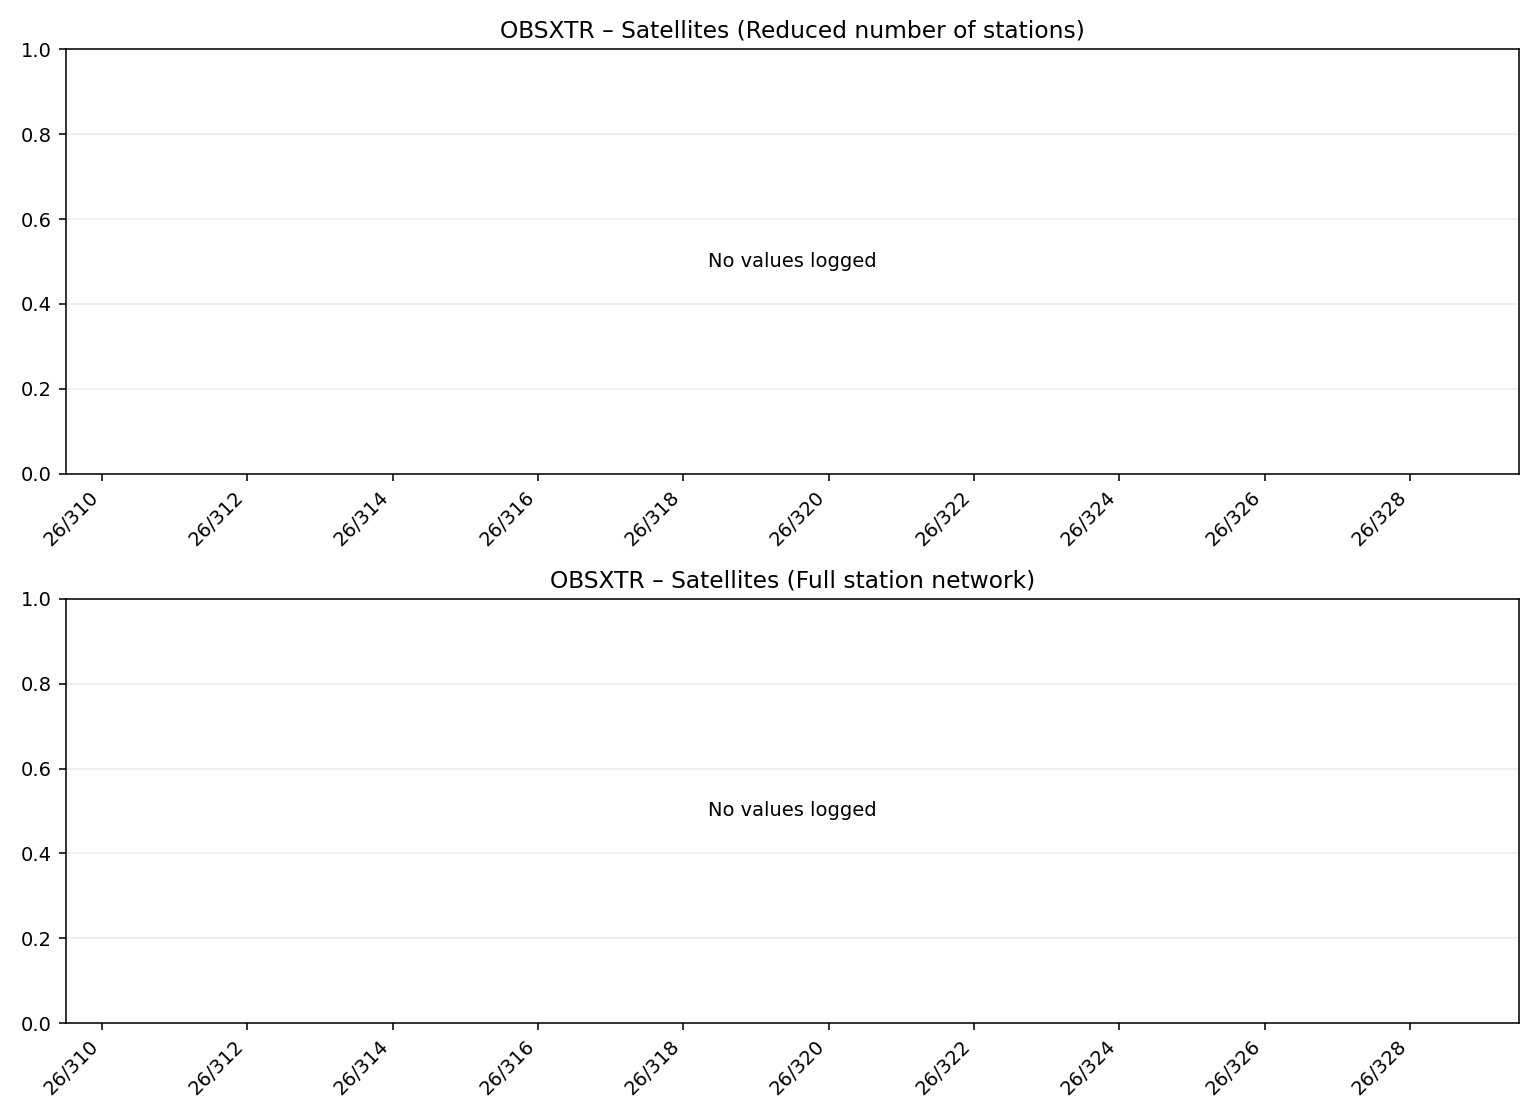 OBSXTR – Satellites (Reduced number of stations)
1.0
0.8
0.6
No values logged
0.4
0.2
0.0
26/310 26/312 26/314 26/316 26/318 26/320 26/322 26/324 26/326 26/328
OBSXTR – Satellites (Full station network)
1.0
0.8
0.6
No values logged
0.4
0.2
0.0
26/310 26/312 26/314 26/316 26/318 26/320 26/322 26/324 26/326 26/328